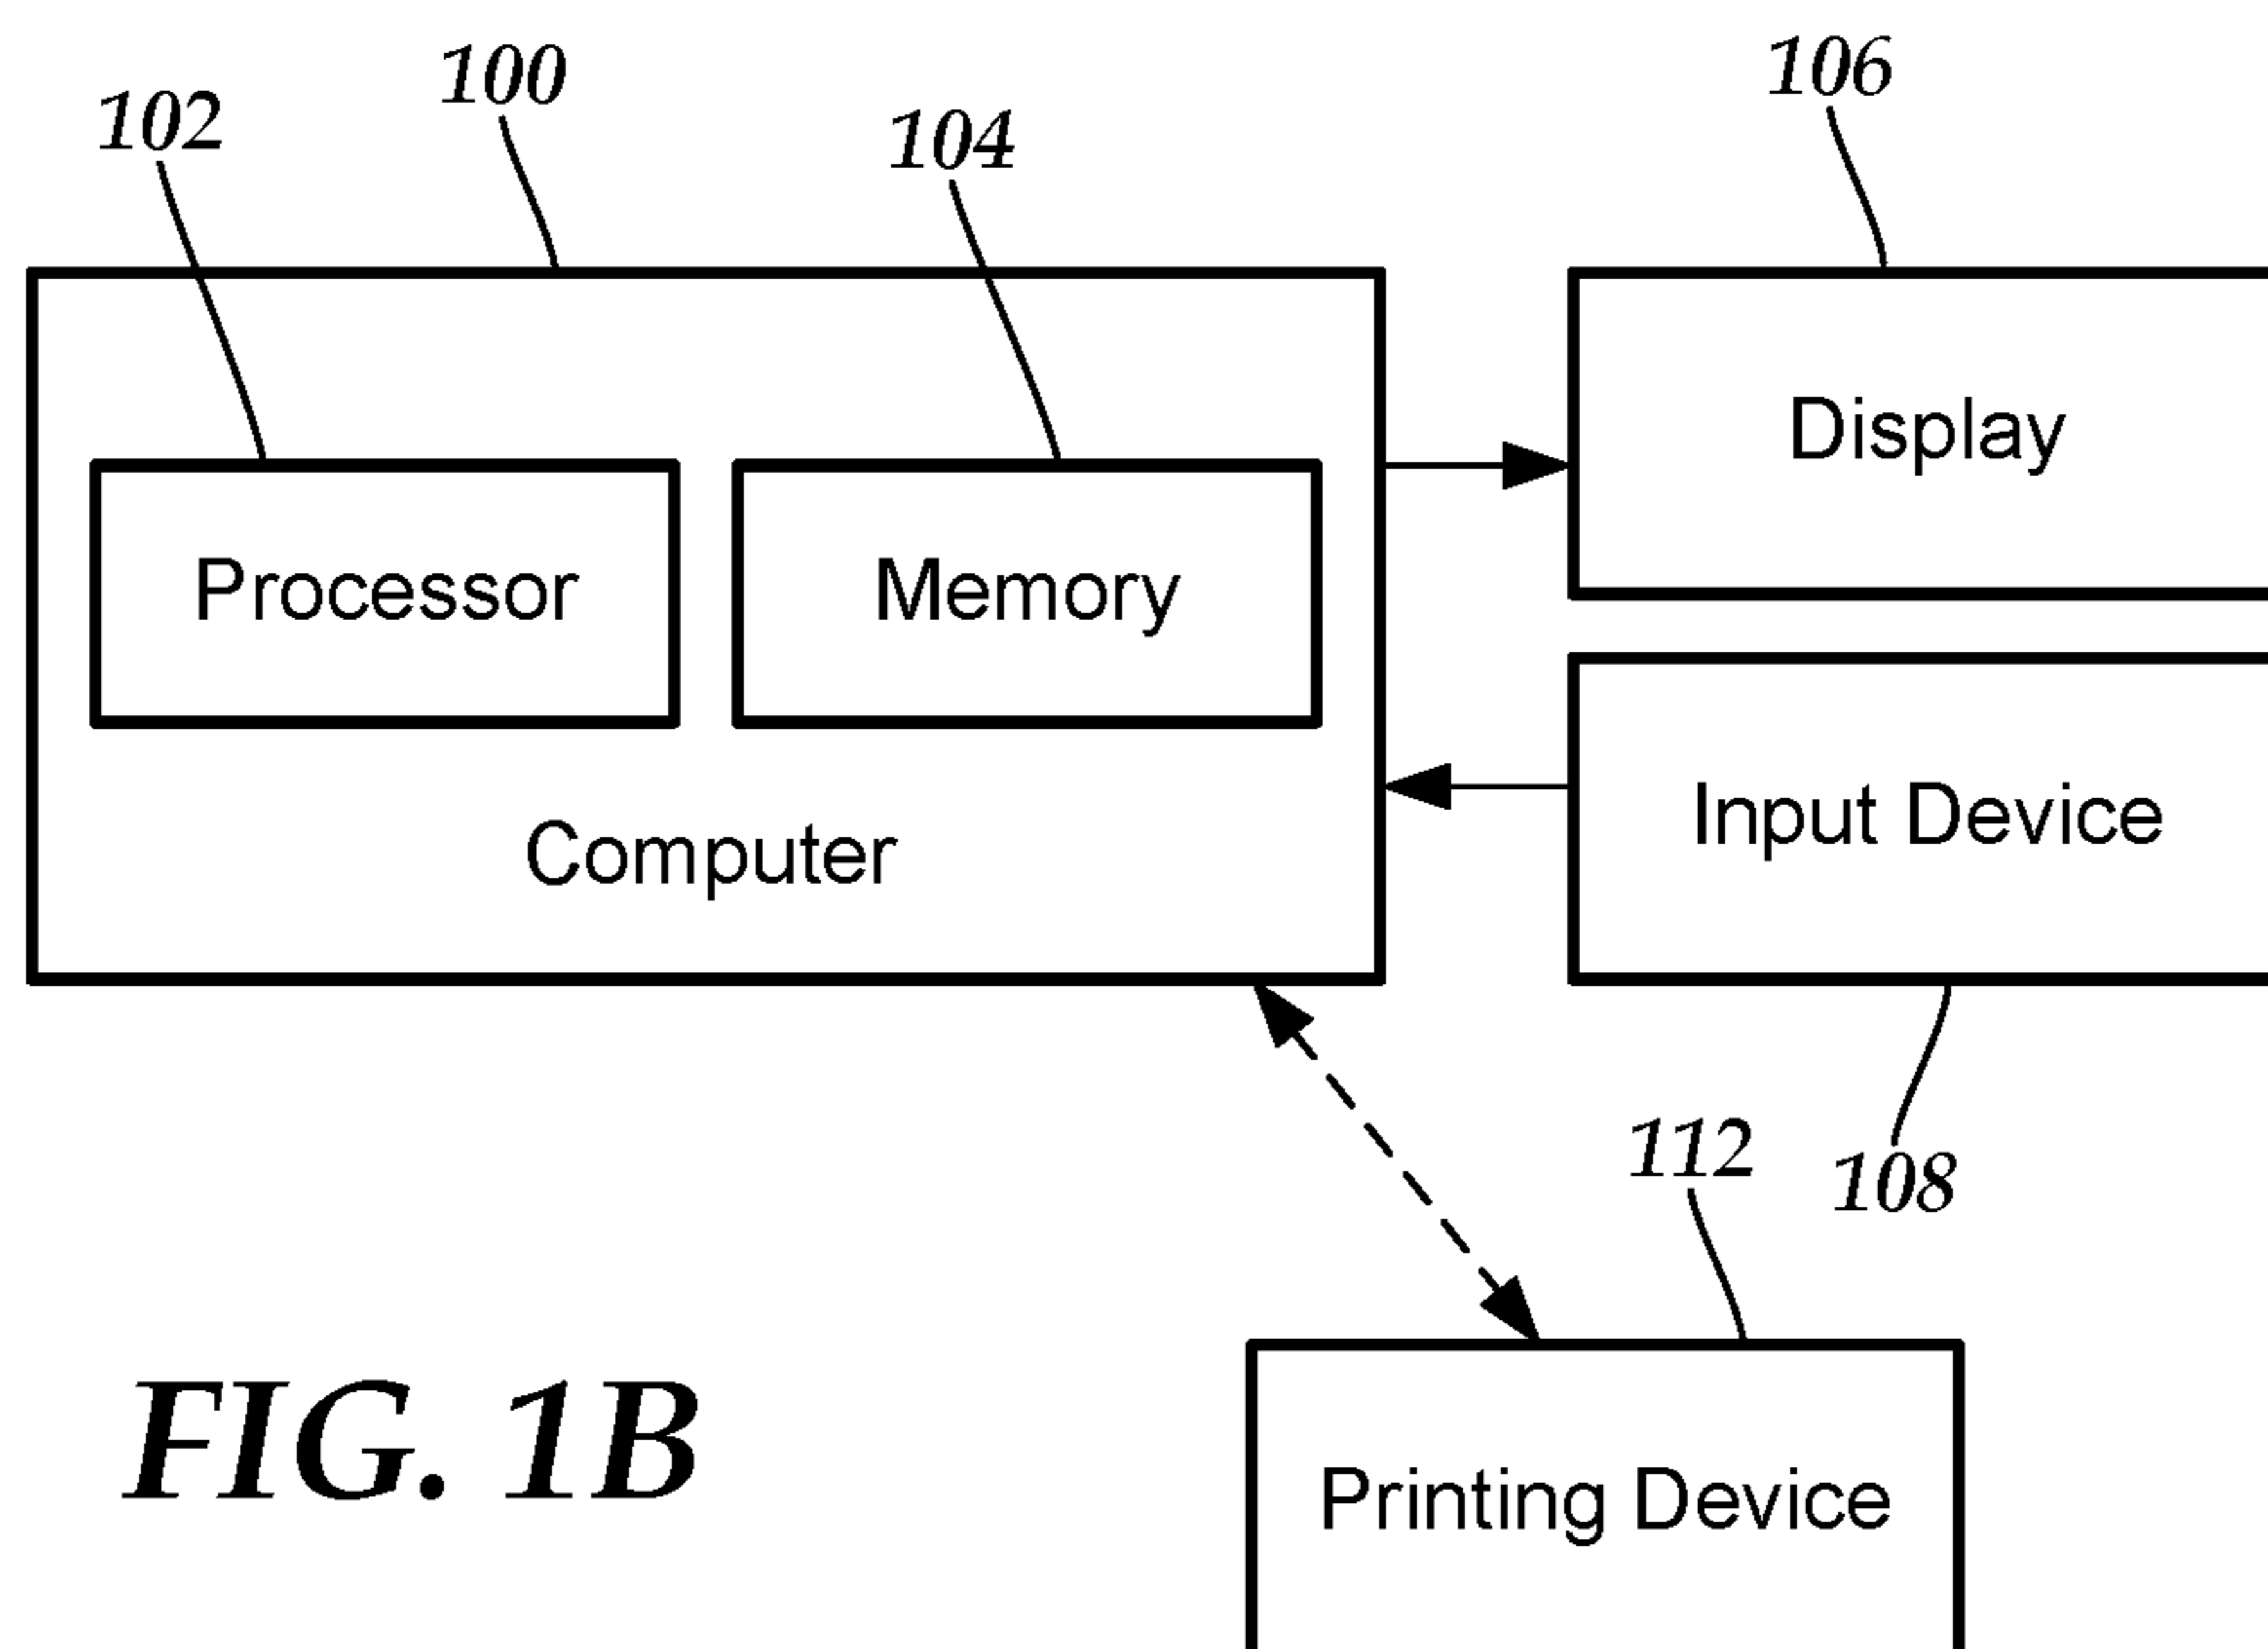 106
100
102
104
Display
Processor
Memory
Input Device
Computer
112
108
FIG. 1B
Printing Device